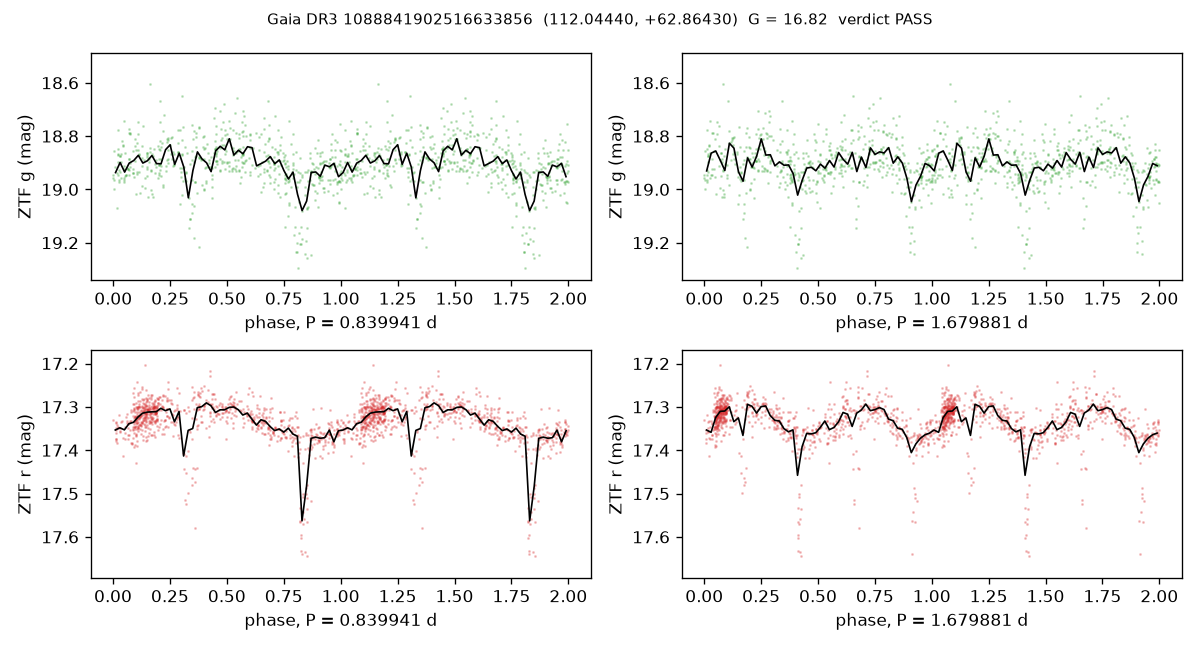 Gaia DR3 1088841902516633856 (112.04440, +62.86430) G = 16.82 verdict PASS
ZTF g (mag)
18.6
18.8
19.0
19.2
0.00 0.25 0.50 0.75 1.00 1.25 1.50 1.75 2.00
phase, P = 0.839941 d
ZTF g (mag)
18.6
18.8
19.0
19.2
0.00 0.25 0.50 0.75 1.00 1.25 1.50 1.75 2.00
phase, P = 1.679881 d
ZTF r (mag)
17.2
17.3
17.4
17.5
17.6
0.00 0.25 0.50 0.75 1.00 1.25 1.50 1.75 2.00
phase, P = 0.839941 d
ZTF r (mag)
17.2
17.3
17.4
17.5
17.6
0.00 0.25 0.50 0.75 1.00 1.25 1.50 1.75 2.00
phase, P = 1.679881 d